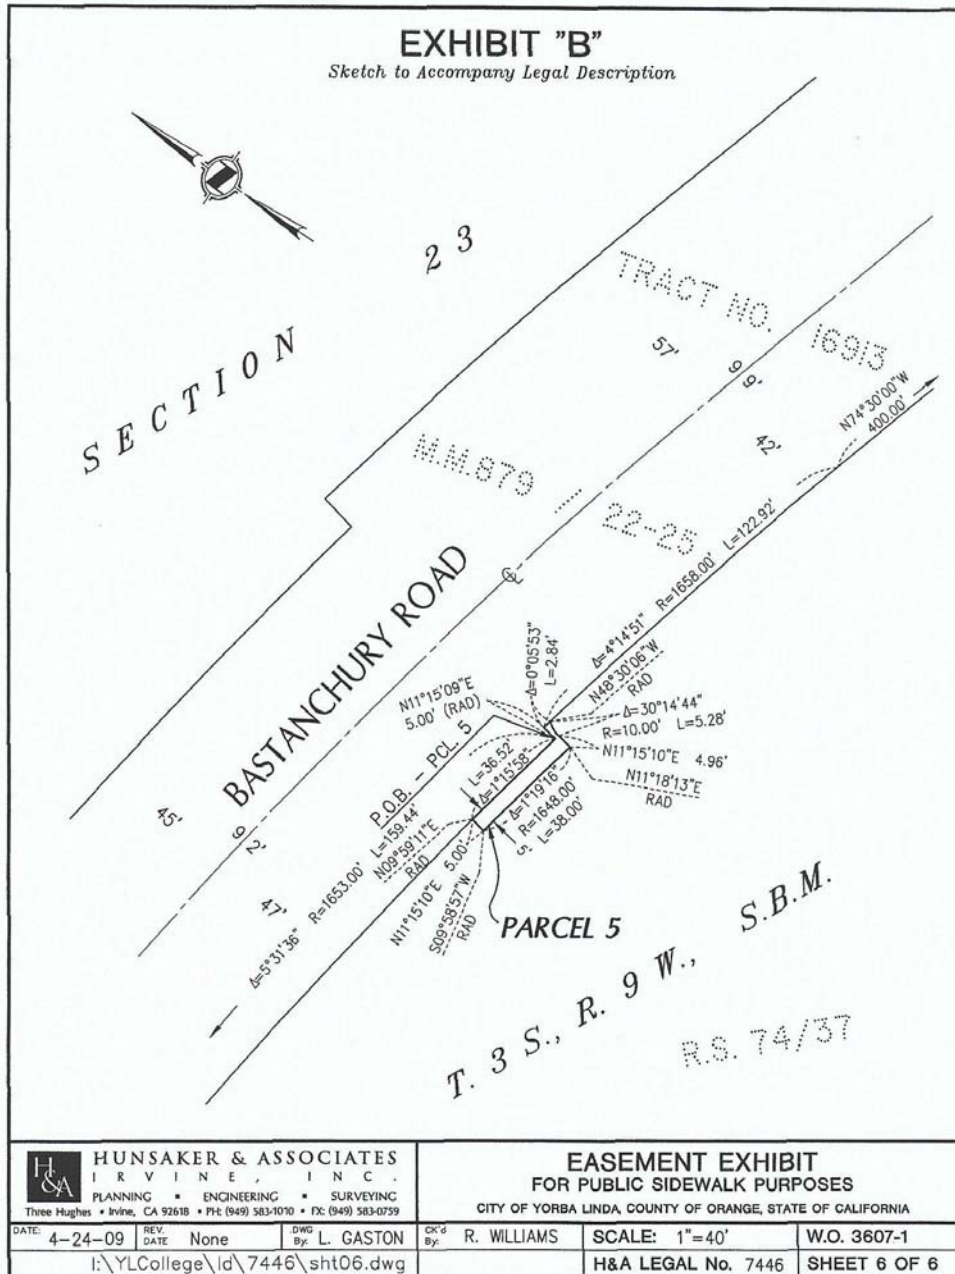 EXHIBIT "B"
Sketch to Accompany Legal Description
SECTION 23
TRACT NO. 16913
M.M.879 / 22-25
57'
99'
42'
N74°30'00"W
400.00'
BASTANCHURY ROAD
℄
Δ=4°14'51" R=1658.00' L=122.92'
Δ=0°05'53"
L=2.84'
N48°30'06"W
RAD
N11°15'09"E
5.00' (RAD)
Δ=30°14'44"
R=10.00' L=5.28'
N11°15'10"E 4.96'
N11°18'13"E
RAD
P.O.B. - PCL. 5
L=36.52'
Δ=1°15'58"
Δ=1°19'16"
R=1648.00'
L=38.00'
5'
45'
92'
47'
Δ=5°31'36" R=1653.00' L=159.44'
N09°59'11"E
RAD
N11°15'10"E 5.00'
S09°58'57"W
RAD
PARCEL 5
T. 3 S., R. 9 W., S.B.M.
R.S. 74/37
H&A
HUNSAKER & ASSOCIATES
IRVINE, INC.
PLANNING ▪ ENGINEERING ▪ SURVEYING
Three Hughes • Irvine, CA 92618 • PH: (949) 583-1010 • FX: (949) 583-0759
EASEMENT EXHIBIT
FOR PUBLIC SIDEWALK PURPOSES
CITY OF YORBA LINDA, COUNTY OF ORANGE, STATE OF CALIFORNIA
DATE: 4-24-09 REV. DATE None DWG By: L. GASTON CK'd By: R. WILLIAMS SCALE: 1"=40' W.O. 3607-1
I:\YLCollege\ld\7446\sht06.dwg H&A LEGAL No. 7446 SHEET 6 OF 6